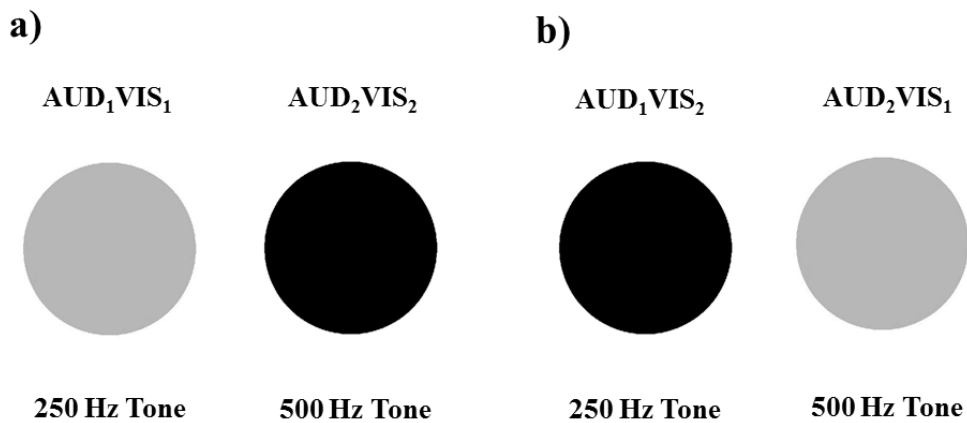 a)
AUD₁VIS₁
AUD₂VIS₂
250 Hz Tone
500 Hz Tone
b)
AUD₁VIS₂
AUD₂VIS₁
250 Hz Tone
500 Hz Tone